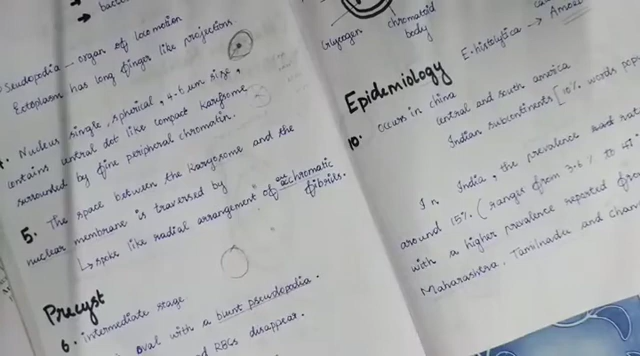 → bact
Pseudopodia — organ of locomotion
Ectoplasm has long finger like projections
4. Nucleus single, spherical, 4-6 um size,
contains central dot like compact karyosome
surrounded by fine peripheral chromatin.
5. The space between the karyosome and the
nuclear membrane is traversed by
↳ spoke like radial arrangement of achromatic
fibrils.
Precyst
6. intermediate stage
oval with a blunt pseudopodia.
RBCs disappear.
Glycogen chromatoid
body
E-histolytica →
Epidemiology
10. occurs in china
central and south america
Indian subcontinents [10% words pop
In India, the prevalence rat
around 15% (ranges from 3.6% to 47
with a higher prevalence reported from
Maharashtra, Tamilnadu and Chan